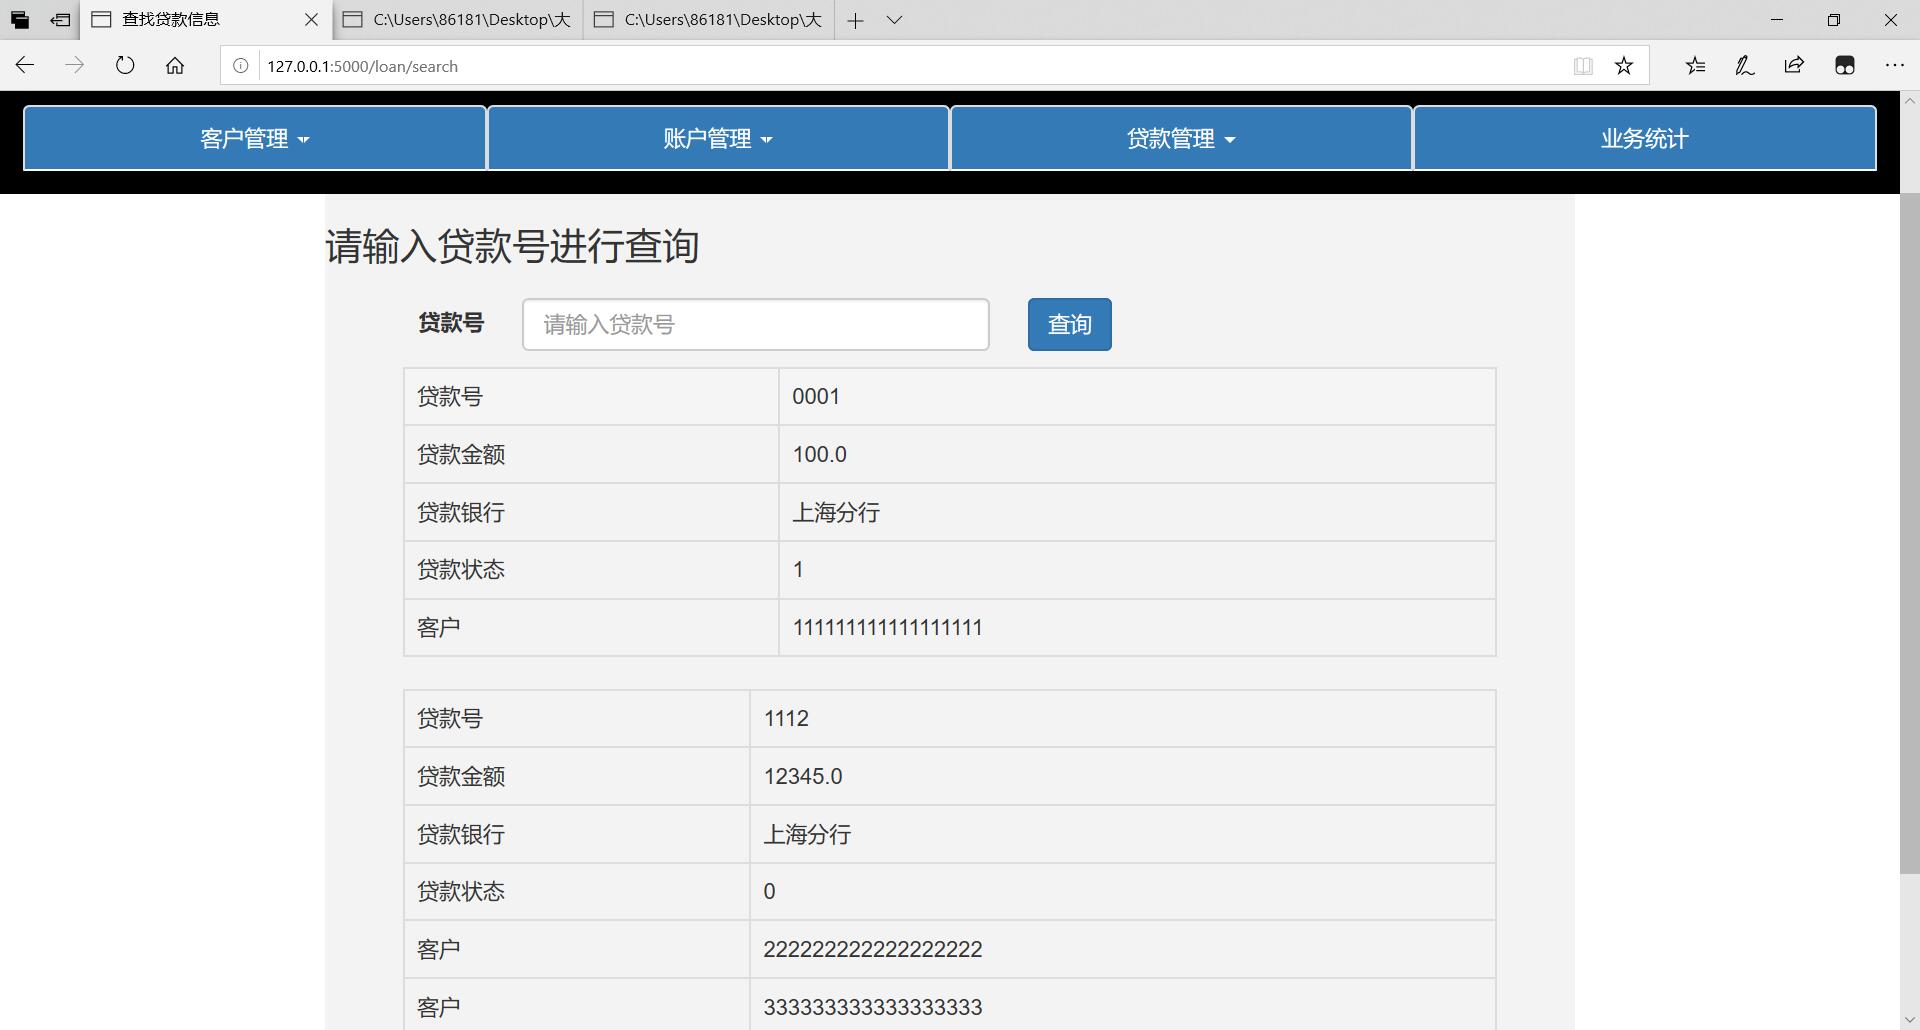 查找贷款信息
C:\Users\86181\Desktop\大
C:\Users\86181\Desktop\大
127.0.0.1:5000/loan/search
客户管理
账户管理
贷款管理
业务统计
请输入贷款号进行查询
贷款号 请输入贷款号 查询
贷款号 0001
贷款金额 100.0
贷款银行 上海分行
贷款状态 1
客户 111111111111111111
贷款号 1112
贷款金额 12345.0
贷款银行 上海分行
贷款状态 0
客户 222222222222222222
客户 333333333333333333